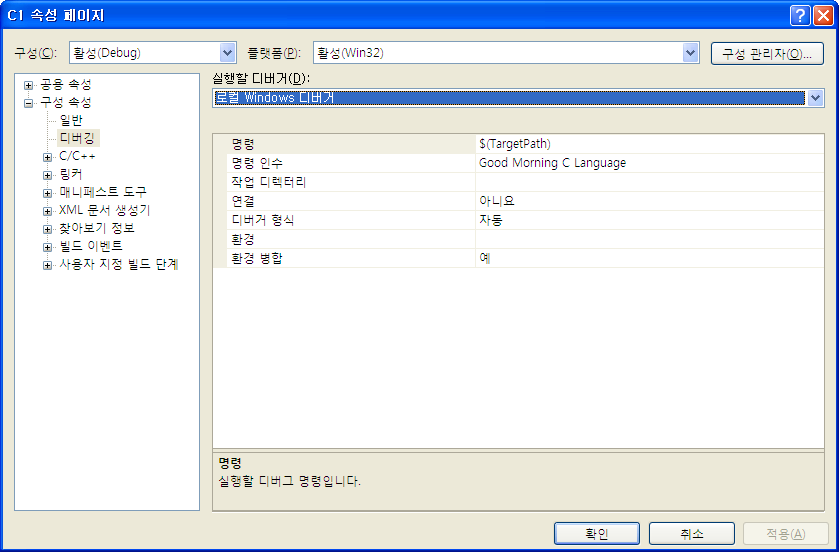 C1 속성 페이지
구성(C): 활성(Debug) 플랫폼(P): 활성(Win32) 구성 관리자(O)...
공용 속성
구성 속성
일반
디버깅
C/C++
링커
매니페스트 도구
XML 문서 생성기
찾아보기 정보
빌드 이벤트
사용자 지정 빌드 단계
실행할 디버거(D):
로컬 Windows 디버거
명령 $(TargetPath)
명령 인수 Good Morning C Language
작업 디렉터리
연결 아니요
디버거 형식 자동
환경
환경 병합 예
명령
실행할 디버그 명령입니다.
확인 취소 적용(A)